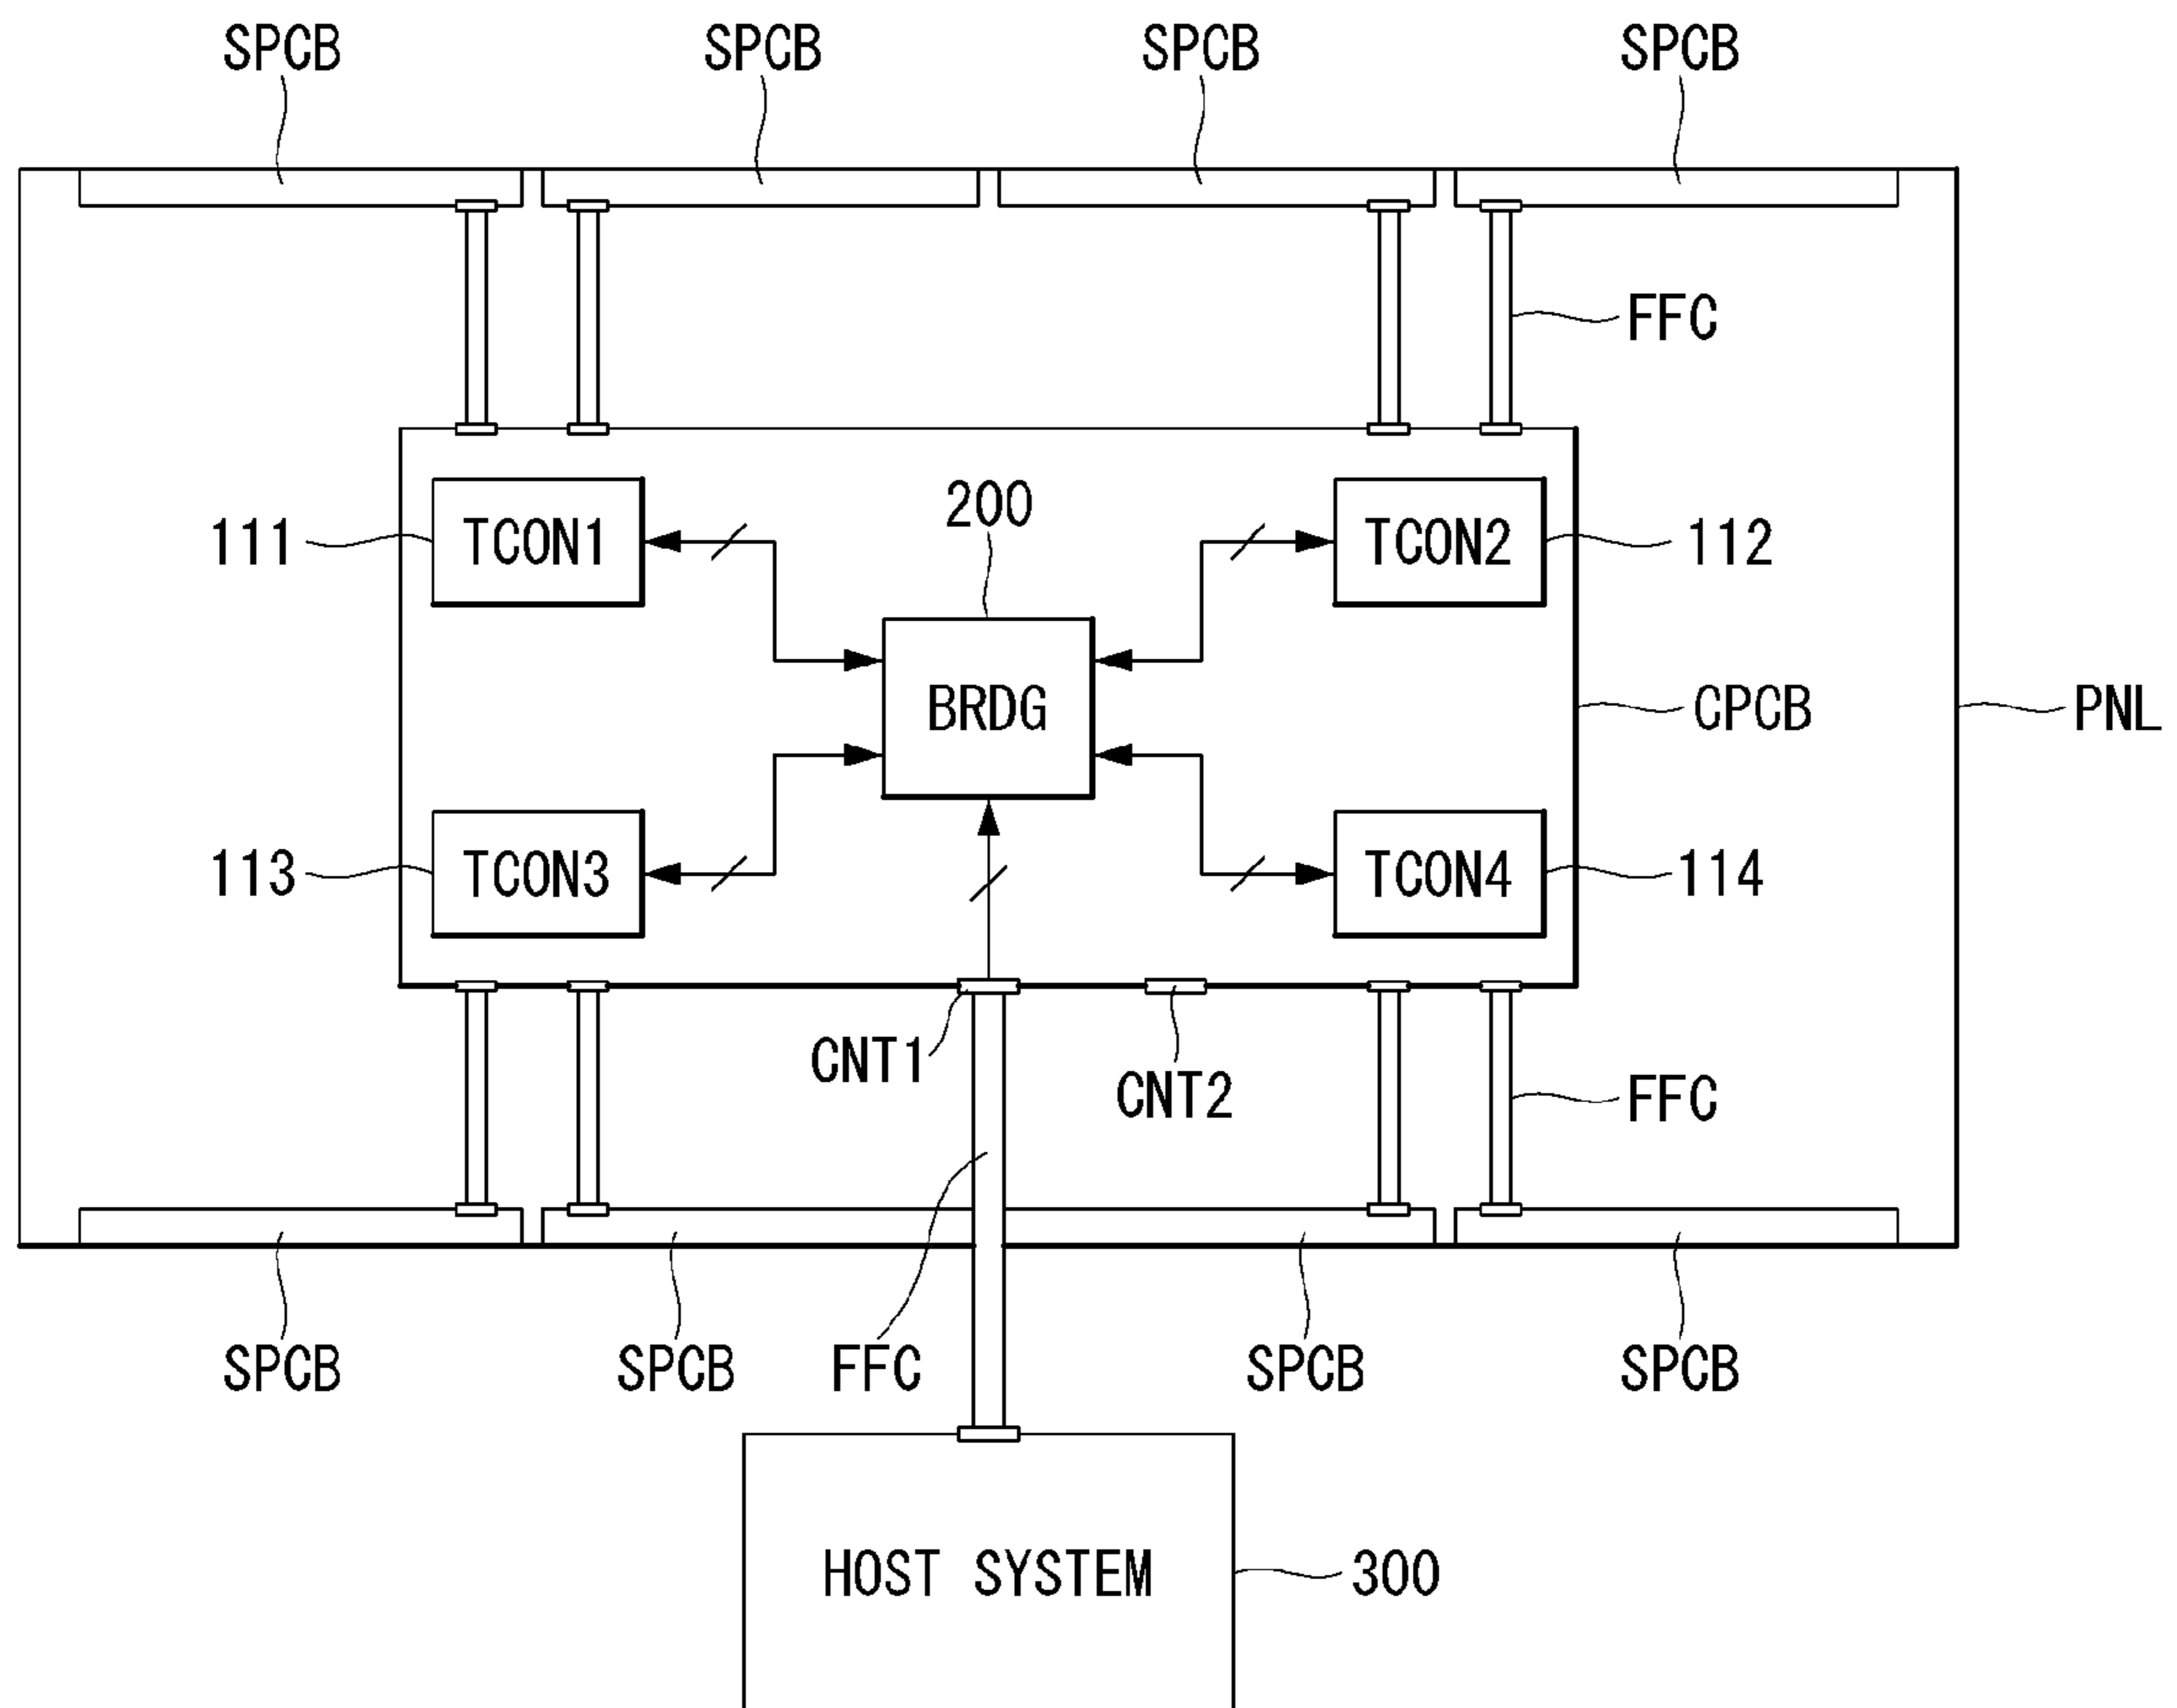 SPCB SPCB SPCB SPCB
FFC
200
111 TCON1 TCON2 112
BRDG CPCB PNL
113 TCON3 TCON4 114
CNT1
CNT2 FFC
SPCB SPCB FFC SPCB SPCB
HOST SYSTEM 300